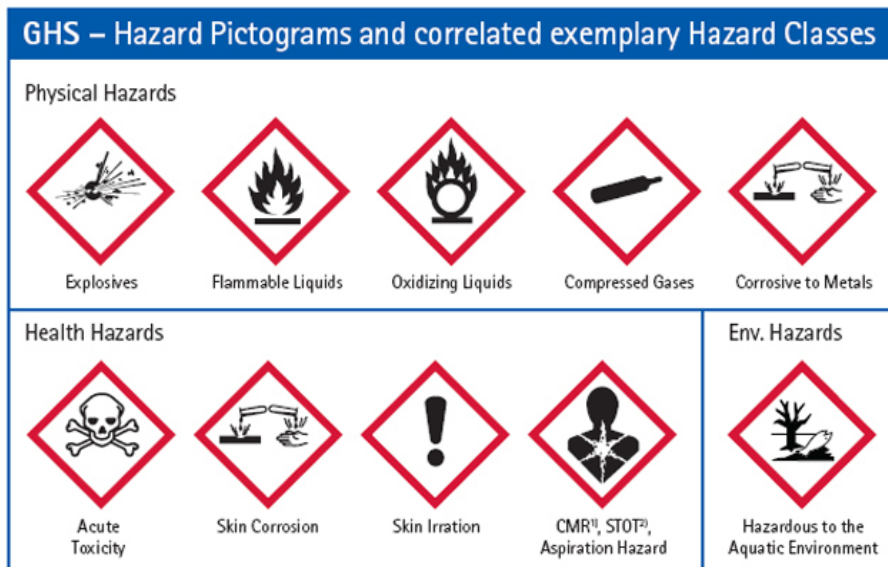 GHS – Hazard Pictograms and correlated exemplary Hazard Classes
Physical Hazards
Explosives
Flammable Liquids
Oxidizing Liquids
Compressed Gases
Corrosive to Metals
Health Hazards
Acute
Toxicity
Skin Corrosion
Skin Irration
CMR¹⁾, STOT²⁾,
Aspiration Hazard
Env. Hazards
Hazardous to the
Aquatic Environment